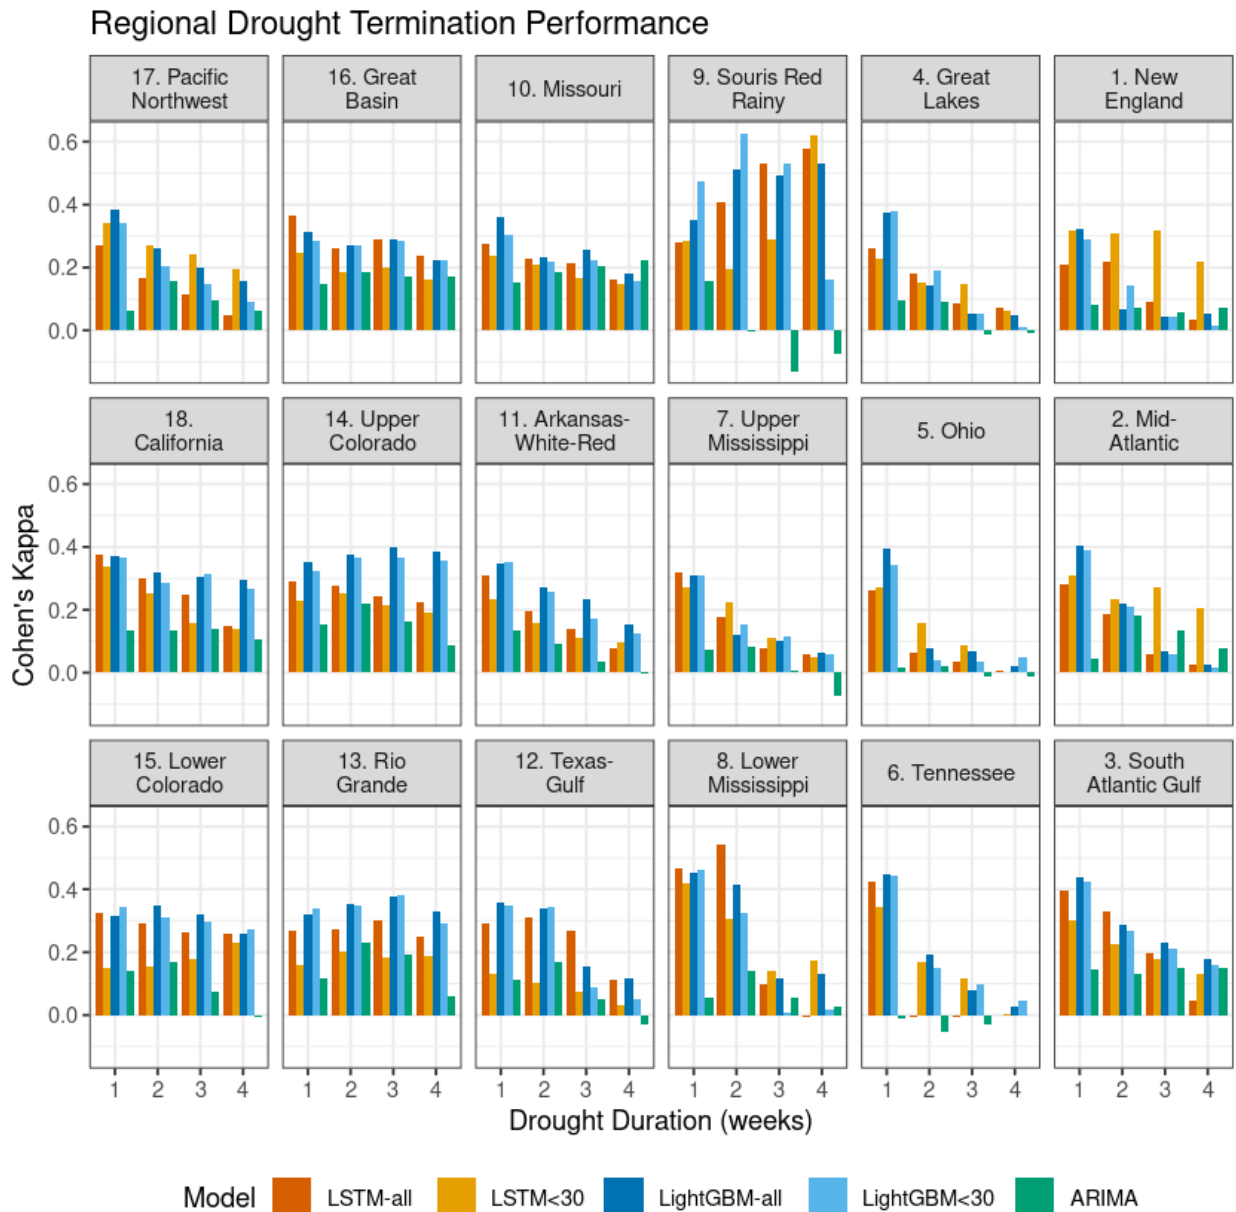 Regional Drought Termination Performance
17. Pacific
Northwest
16. Great
Basin
10. Missouri
9. Souris Red
Rainy
4. Great
Lakes
1. New
England
0.6
0.4
0.2
0.0
18.
California
14. Upper
Colorado
11. Arkansas-
White-Red
7. Upper
Mississippi
5. Ohio
2. Mid-
Atlantic
0.6
0.4
0.2
0.0
Cohen's Kappa
15. Lower
Colorado
13. Rio
Grande
12. Texas-
Gulf
8. Lower
Mississippi
6. Tennessee
3. South
Atlantic Gulf
0.6
0.4
0.2
0.0
1 2 3 4 1 2 3 4 1 2 3 4 1 2 3 4 1 2 3 4 1 2 3 4
Drought Duration (weeks)
Model LSTM-all LSTM<30 LightGBM-all LightGBM<30 ARIMA